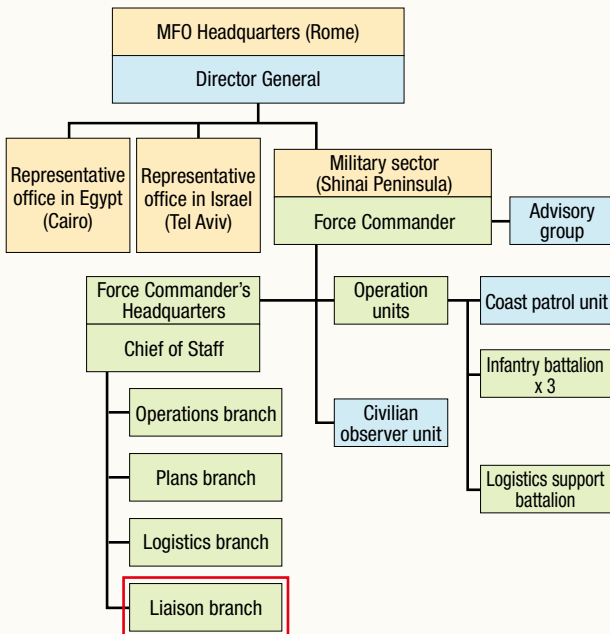 MFO Headquarters (Rome)
Director General
Representative
office in Egypt
(Cairo)
Representative
office in Israel
(Tel Aviv)
Military sector
(Shinai Peninsula)
Force Commander
Advisory
group
Force Commander's
Headquarters
Chief of Staff
Operation
units
Coast patrol unit
Infantry battalion
x 3
Logistics support
battalion
Civilian
observer unit
Operations branch
Plans branch
Logistics branch
Liaison branch